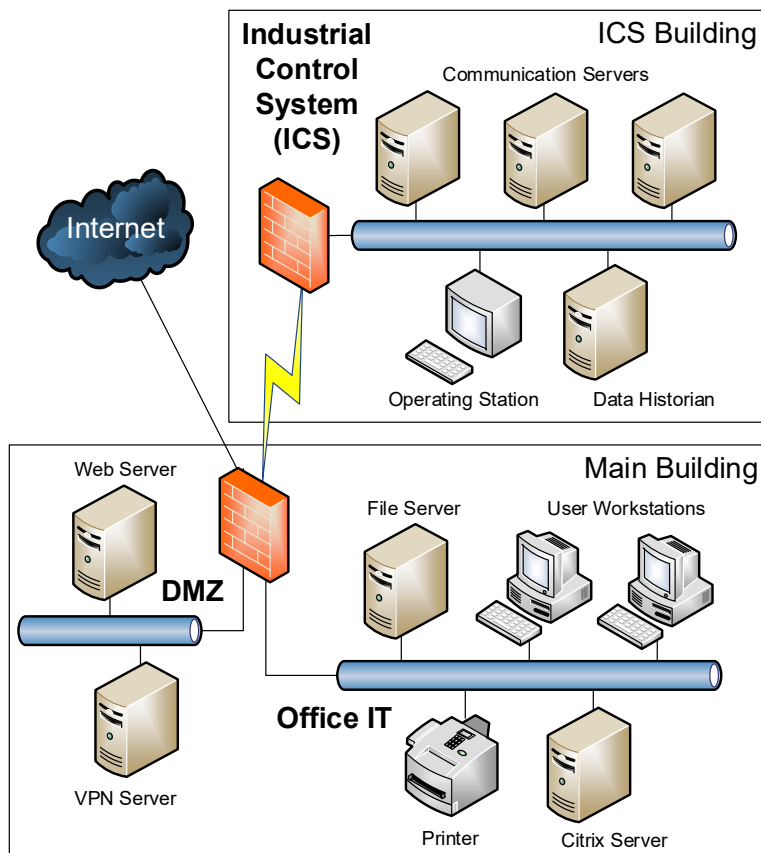 Industrial
Control
System
(ICS)
ICS Building
Communication Servers
Internet
Operating Station
Data Historian
Main Building
Web Server
File Server
User Workstations
DMZ
Office IT
VPN Server
Printer
Citrix Server